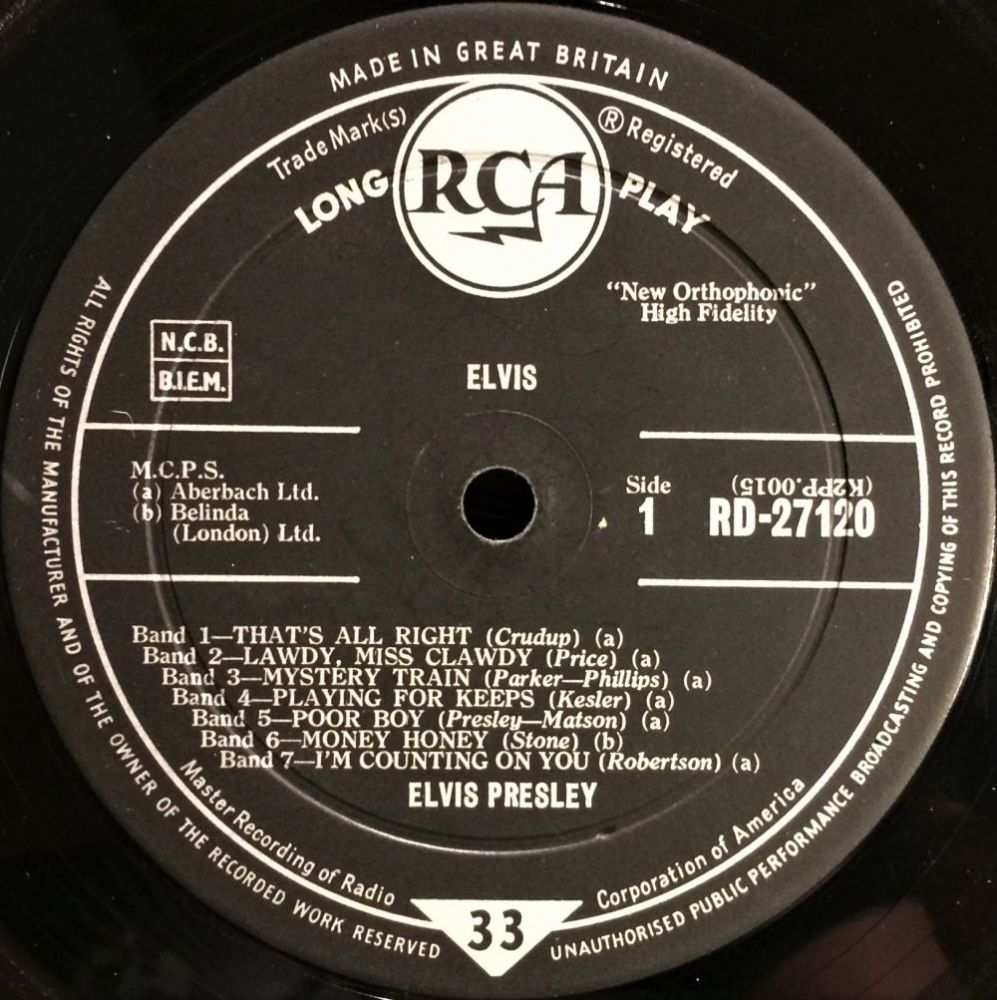 MADE IN GREAT BRITAIN
Trade Mark(s)
® Registered
LONG
RCA
PLAY
"New Orthophonic"
High Fidelity
N.C.B.
B.I.E.M.
ELVIS
M.C.P.S.
(a) Aberbach Ltd.
(b) Belinda
(London) Ltd.
Side
1
(K2PP.0015)
RD-27120
Band 1—THAT'S ALL RIGHT (Crudup) (a)
Band 2—LAWDY, MISS CLAWDY (Price) (a)
Band 3—MYSTERY TRAIN (Parker—Phillips) (a)
Band 4—PLAYING FOR KEEPS (Kesler) (a)
Band 5—POOR BOY (Presley—Matson) (a)
Band 6—MONEY HONEY (Stone) (b)
Band 7—I'M COUNTING ON YOU (Robertson) (a)
ELVIS PRESLEY
Master Recording of Radio
Corporation of America
33
ALL RIGHTS OF THE MANUFACTURER AND OF THE OWNER OF THE RECORDED WORK RESERVED
UNAUTHORISED PUBLIC PERFORMANCE BROADCASTING AND COPYING OF THIS RECORD PROHIBITED